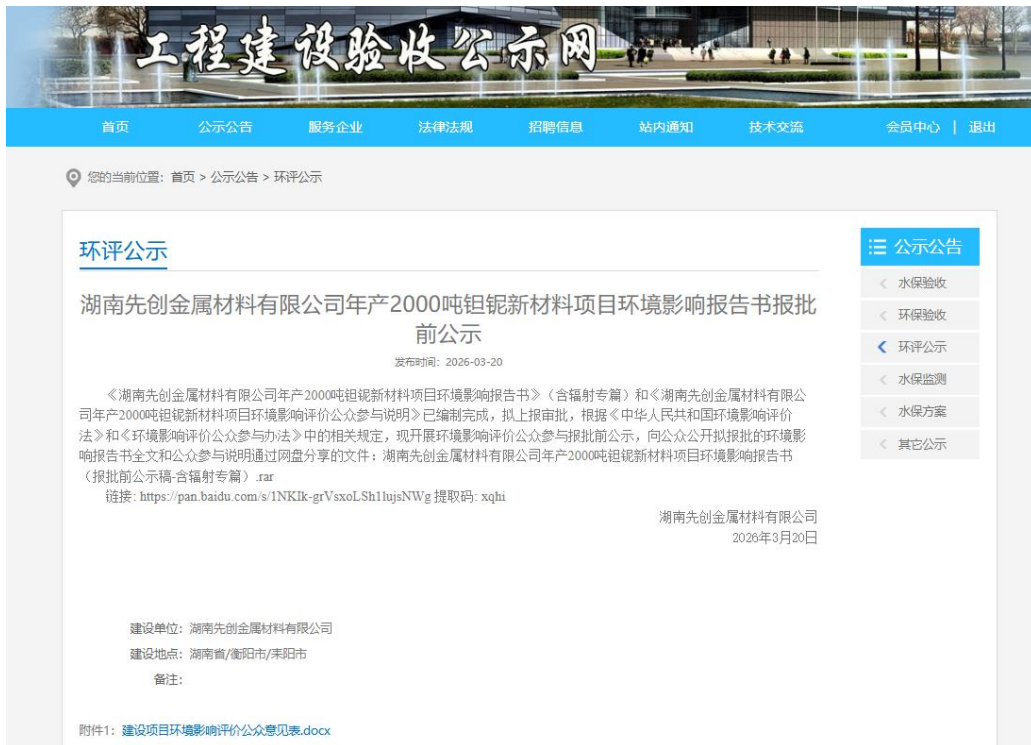 工程建设验收公示网
首页 公示公告 服务企业 法律法规 招聘信息 站内通知 技术交流 会员中心 | 退出
您的当前位置：首页 > 公示公告 > 环评公示
环评公示
湖南先创金属材料有限公司年产2000吨钽铌新材料项目环境影响报告书报批
前公示
发布时间：2026-03-20
《湖南先创金属材料有限公司年产2000吨钽铌新材料项目环境影响报告书》（含辐射专篇）和《湖南先创金属材料有限公
司年产2000吨钽铌新材料项目环境影响评价公众参与说明》已编制完成，拟上报审批，根据《中华人民共和国环境影响评价
法》和《环境影响评价公众参与办法》中的相关规定，现开展环境影响评价公众参与报批前公示，向公众公开拟报批的环境影
响报告书全文和公众参与说明通过网盘分享的文件：湖南先创金属材料有限公司年产2000吨钽铌新材料项目环境影响报告书
（报批前公示稿-含辐射专篇）.rar
链接: https://pan.baidu.com/s/1NKIk-grVsxoLSh1lujsNWg 提取码: xqhi
湖南先创金属材料有限公司
2026年3月20日
建设单位：湖南先创金属材料有限公司
建设地点：湖南省/衡阳市/耒阳市
备注：
附件1：建设项目环境影响评价公众意见表.docx
公示公告
水保验收
环保验收
环评公示
水保监测
水保方案
其它公示